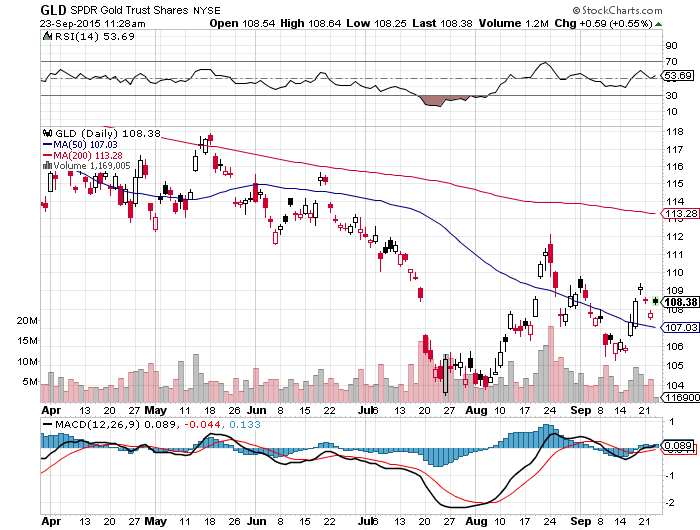 GLD SPDR Gold Trust Shares NYSE © StockCharts.com
23-Sep-2015 11:28am Open 108.54 High 108.64 Low 108.25 Last 108.38 Volume 1.2M Chg +0.59 (+0.55%)
RSI(14) 53.69
90
70
53.69
30
10
GLD (Daily) 108.38
MA(50) 107.03
MA(200) 113.28
Volume 1,169,005
118
117
116
115
114
113.28
112
111
110
109
108.38
108
107.03
106
105
104
20M
15M
10M
5M
116900
Apr 13 20 27 May 11 18 26 Jun 8 15 22 Jul 6 13 20 27 Aug 10 17 24 Sep 8 14 21
MACD(12,26,9) 0.089, -0.044, 0.133
1
0.089
-1
-2
Apr 13 20 27 May 11 18 26 Jun 8 15 22 Jul 6 13 20 27 Aug 10 17 24 Sep 8 14 21